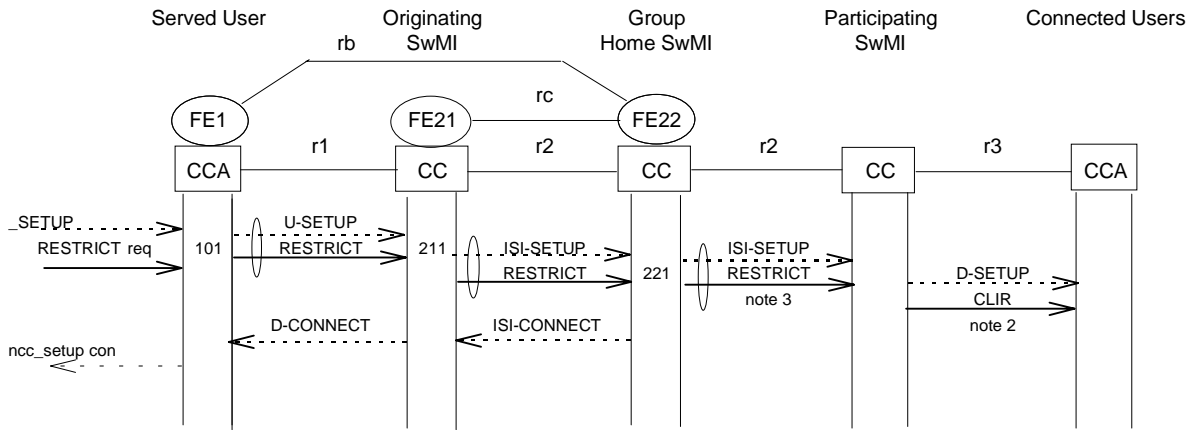 Served User
Originating
SwMI
Group
Home SwMI
Participating
SwMI
Connected Users
rb
rc
FE1
FE21
FE22
r1
r2
r2
r3
CCA
CC
CC
CC
CCA
_SETUP
RESTRICT req
101
U-SETUP
RESTRICT
211
ISI-SETUP
RESTRICT
221
ISI-SETUP
RESTRICT
note 3
D-SETUP
CLIR
note 2
D-CONNECT
ISI-CONNECT
ncc_setup con